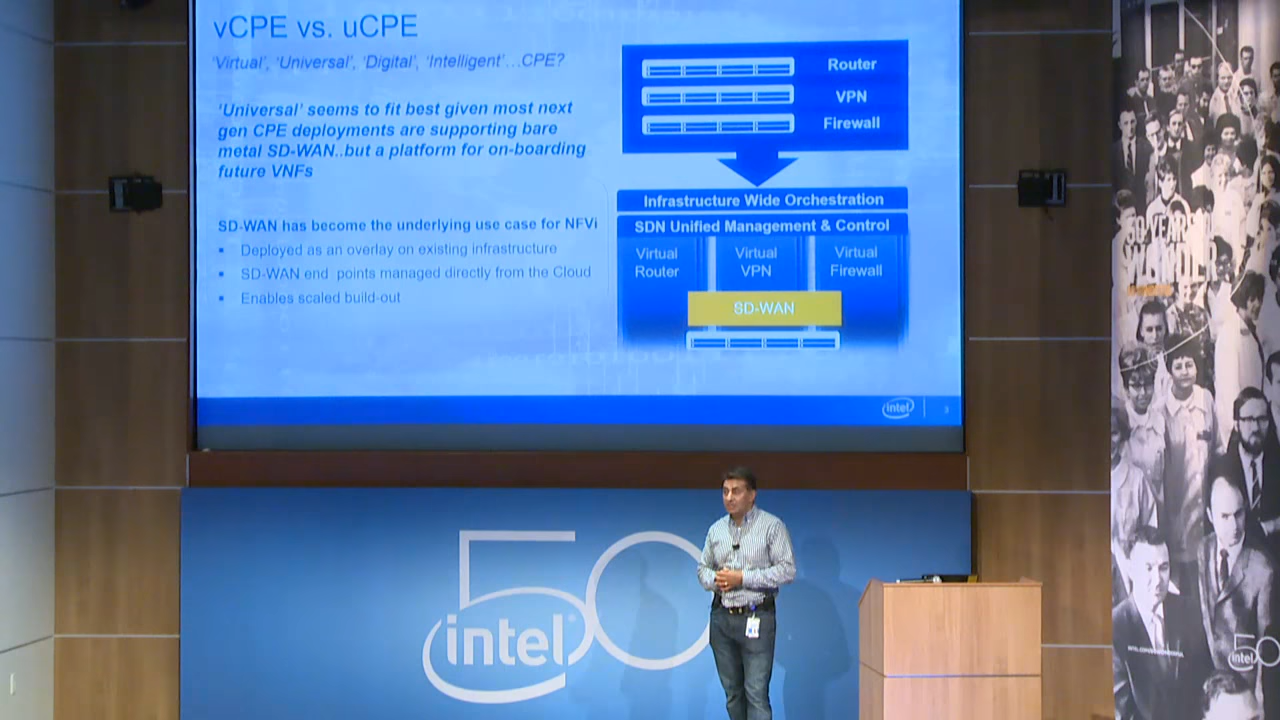 vCPE vs. uCPE
'Virtual', 'Universal', 'Digital', 'Intelligent'...CPE?
'Universal' seems to fit best given most next
gen CPE deployments are supporting bare
metal SD-WAN..but a platform for on-boarding
future VNFs
SD-WAN has become the underlying use case for NFVi
▪ Deployed as an overlay on existing infrastructure
▪ SD-WAN end points managed directly from the Cloud
▪ Enables scaled build-out
Router
VPN
Firewall
Infrastructure Wide Orchestration
SDN Unified Management & Control
Virtual
Router
Virtual
VPN
Virtual
Firewall
SD-WAN
intel
3
50
intel
50
intel